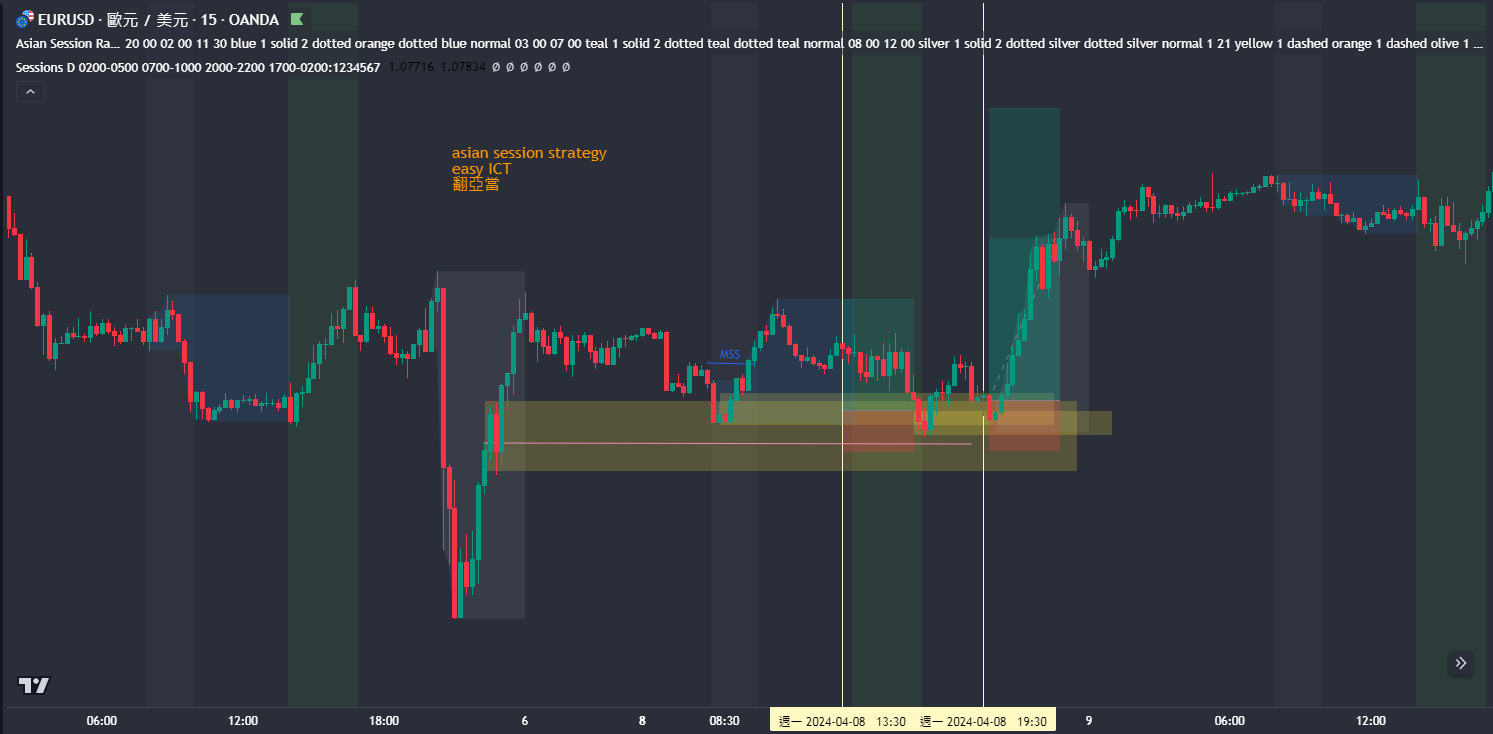 EURUSD · 歐元 / 美元 · 15 · OANDA
Asian Session Ra... 20 00 02 00 11 30 blue 1 solid 2 dotted orange dotted blue normal 03 00 07 00 teal 1 solid 2 dotted teal dotted teal normal 08 00 12 00 silver 1 solid 2 dotted silver dotted silver normal 1 21 yellow 1 dashed orange 1 dashed olive 1 ...
Sessions D 0200-0500 0700-1000 2000-2200 1700-0200:1234567 1.07716 1.07834 Ø Ø Ø Ø Ø Ø
asian session strategy
easy ICT
翻亞當
MSS
06:00 12:00 18:00 6 8 08:30 週一 2024-04-08 13:30 週一 2024-04-08 19:30 9 06:00 12:00